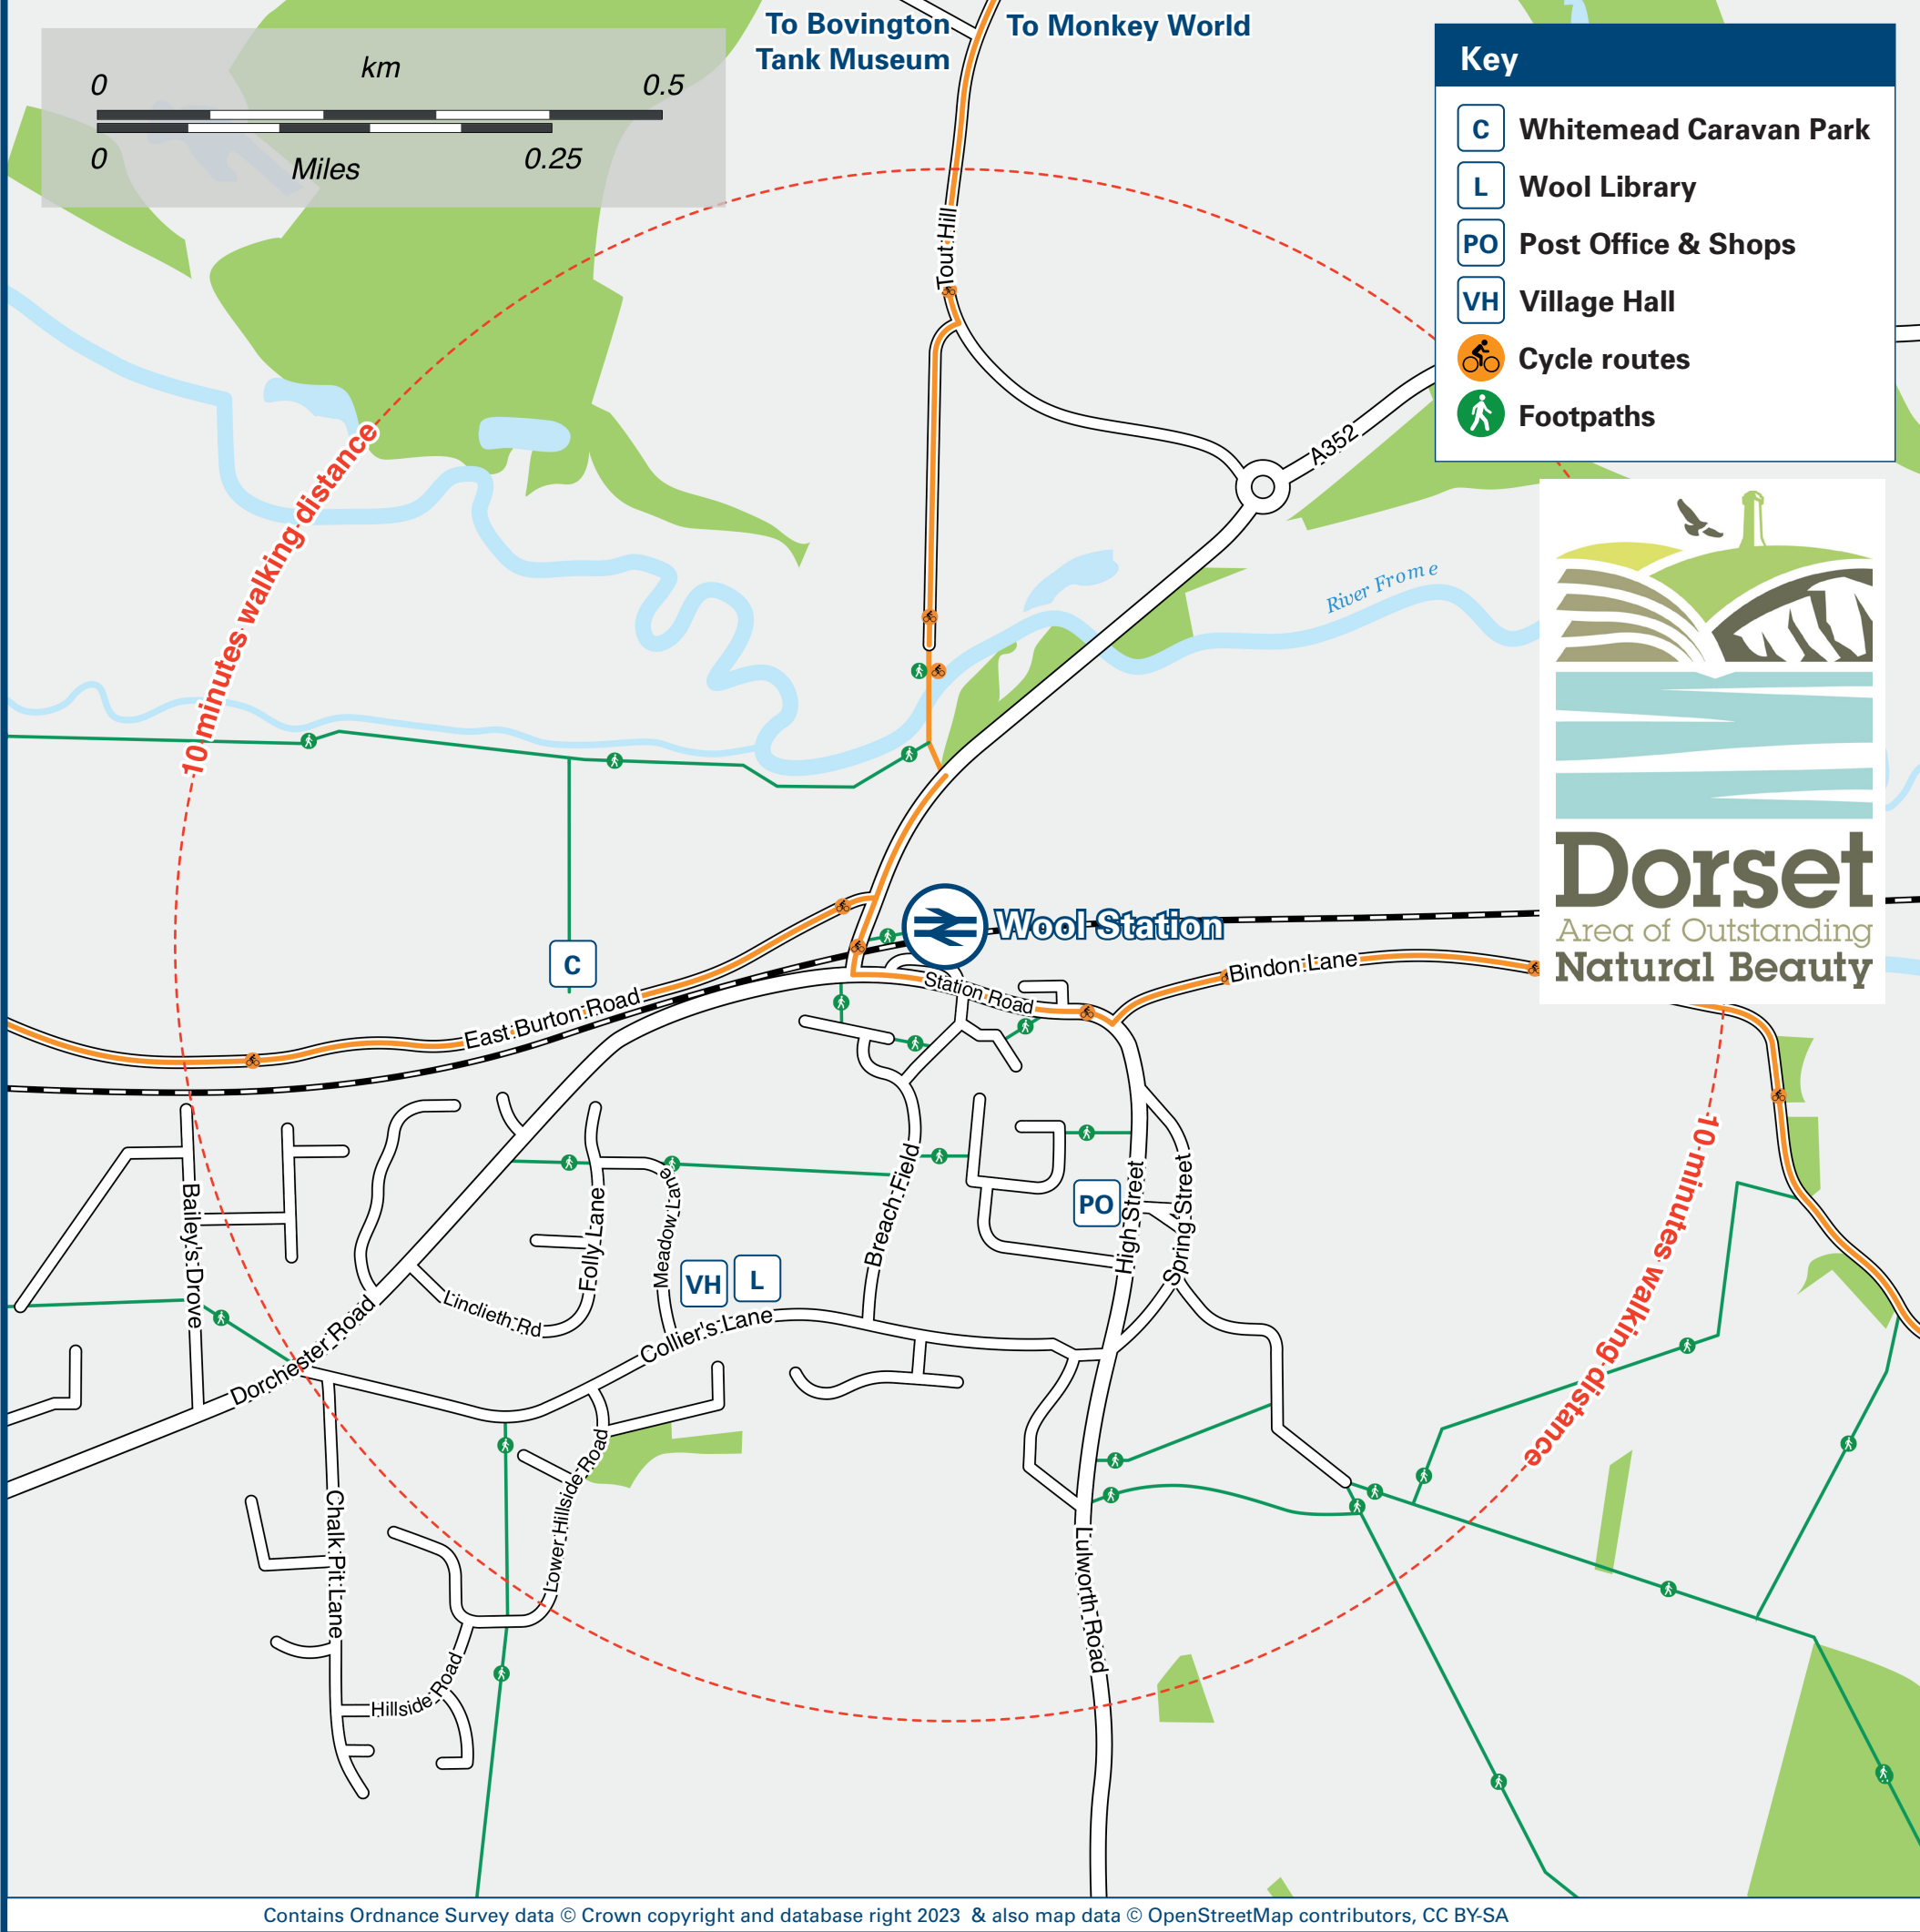 To Bovington
Tank Museum
To Monkey World
km
0
0.5
0
Miles
0.25
Key
C Whitemead Caravan Park
L Wool Library
PO Post Office & Shops
VH Village Hall
Cycle routes
Footpaths
Tout Hill
A352
10 minutes walking distance
River Frome
Dorset
Area of Outstanding
Natural Beauty
Wool Station
C
Station Road
Bindon Lane
East Burton Road
10 minutes walking distance
Bailey's Drove
Folly Lane
Meadow Lane
Breach Field
PO
High Street
Spring Street
VH
L
Linclieth Rd
Collier's Lane
Dorchester Road
Chalk Pit Lane
Lower Hillside Road
Lulworth Road
Hillside Road
Contains Ordnance Survey data © Crown copyright and database right 2023 & also map data © OpenStreetMap contributors, CC BY-SA